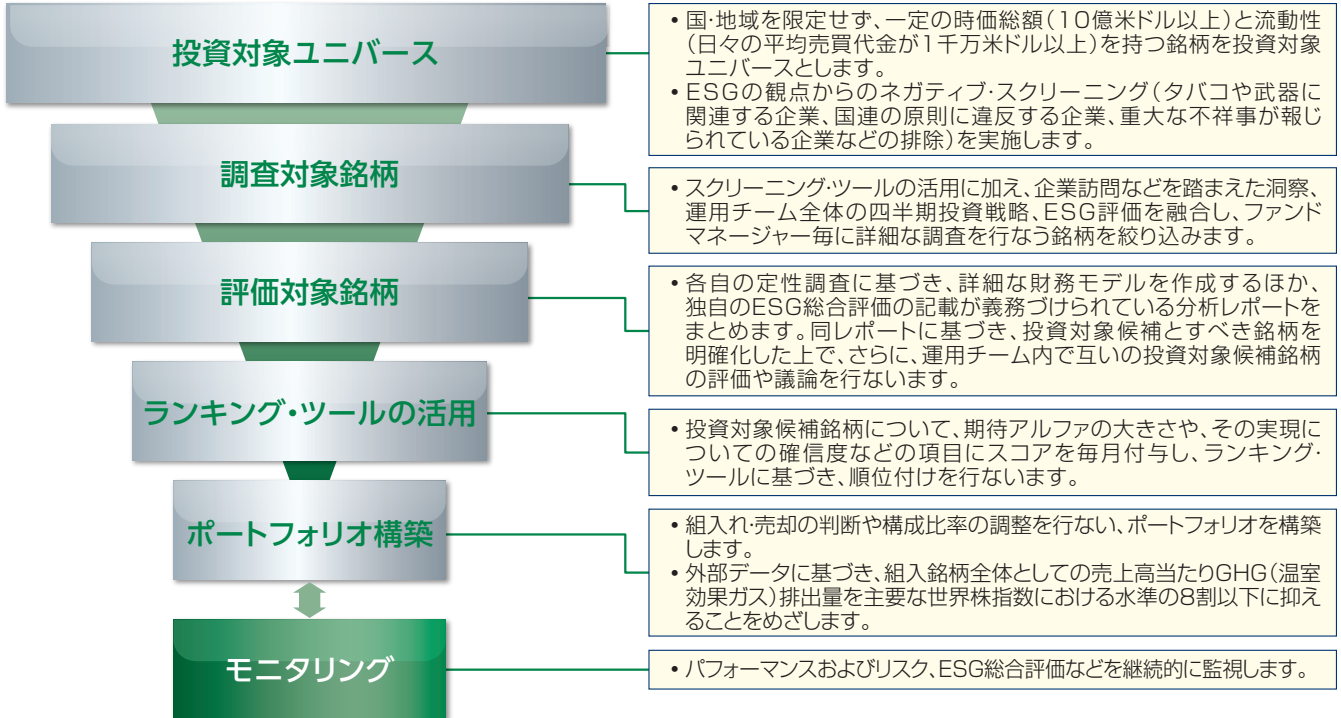 投資対象ユニバース
・国・地域を限定せず、一定の時価総額(10億米ドル以上)と流動性
(日々の平均売買代金が1千万米ドル以上)を持つ銘柄を投資対象
ユニバースとします。
・ESGの観点からのネガティブ・スクリーニング(タバコや武器に
関連する企業、国連の原則に違反する企業、重大な不祥事が報じ
られている企業などの排除)を実施します。
調査対象銘柄
・スクリーニング・ツールの活用に加え、企業訪問などを踏まえた洞察、
運用チーム全体の四半期投資戦略、ESG評価を融合し、ファンド
マネージャー毎に詳細な調査を行なう銘柄を絞り込みます。
評価対象銘柄
・各自の定性調査に基づき、詳細な財務モデルを作成するほか、
独自のESG総合評価の記載が義務づけられている分析レポートを
まとめます。同レポートに基づき、投資対象候補とすべき銘柄を
明確化した上で、さらに、運用チーム内で互いの投資対象候補銘柄
の評価や議論を行ないます。
ランキング・ツールの活用
・投資対象候補銘柄について、期待アルファの大きさや、その実現に
ついての確信度などの項目にスコアを毎月付与し、ランキング・
ツールに基づき、順位付けを行ないます。
ポートフォリオ構築
・組入れ・売却の判断や構成比率の調整を行ない、ポートフォリオを構築
します。
・外部データに基づき、組入銘柄全体としての売上高当たりGHG(温室
効果ガス)排出量を主要な世界株指数における水準の8割以下に抑え
ることをめざします。
モニタリング
・パフォーマンスおよびリスク、ESG総合評価などを継続的に監視します。